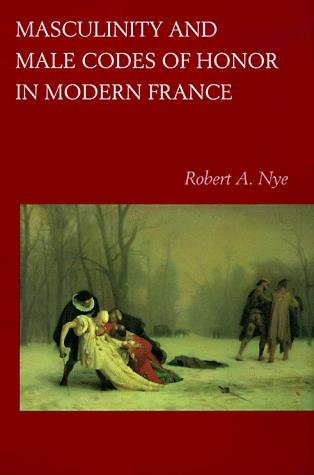 MASCULINITY AND
MALE CODES OF HONOR
IN MODERN FRANCE
Robert A. Nye